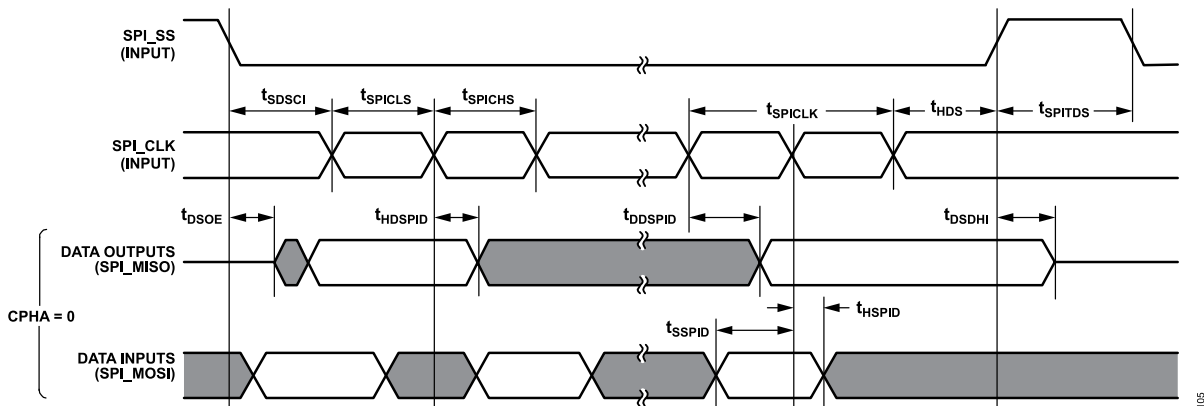 SPI_SS
(INPUT)
tSDSCI
tSPICLS
tSPICHS
tSPICLK
tHDS
tSPITDS
SPI_CLK
(INPUT)
tDSOE
tHDSPID
tDDSPID
tDSDHI
DATA OUTPUTS
(SPI_MISO)
CPHA = 0
tHSPID
tSSPID
DATA INPUTS
(SPI_MOSI)
105